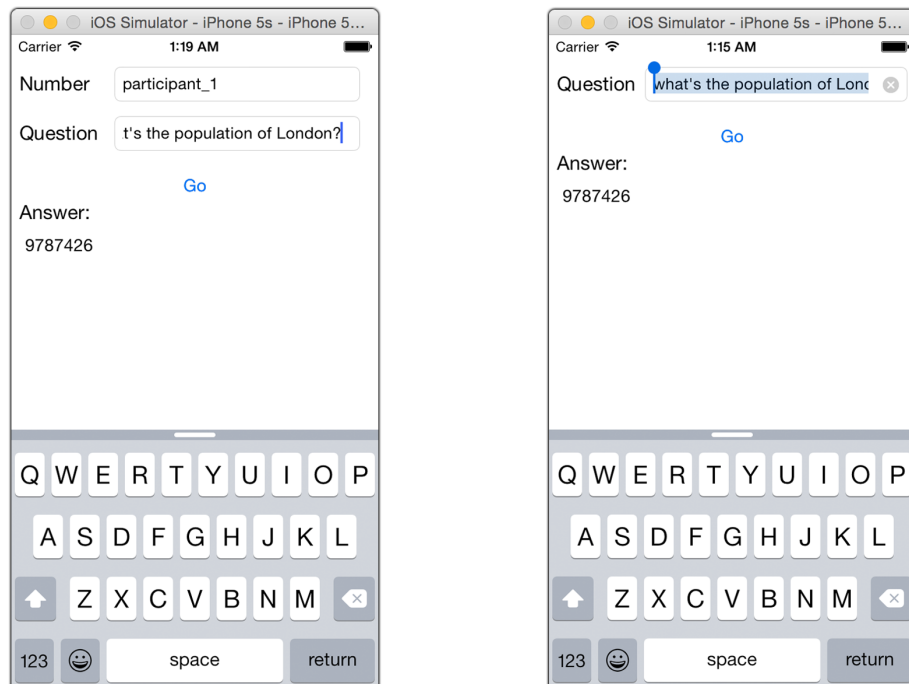 iOS Simulator - iPhone 5s - iPhone 5...
Carrier 1:19 AM
Number participant_1
Question t's the population of London?
Go
Answer:
9787426
Q W E R T Y U I O P
A S D F G H J K L
Z X C V B N M
123 space return
iOS Simulator - iPhone 5s - iPhone 5...
Carrier 1:15 AM
Question what's the population of Lond
Go
Answer:
9787426
Q W E R T Y U I O P
A S D F G H J K L
Z X C V B N M
123 space return